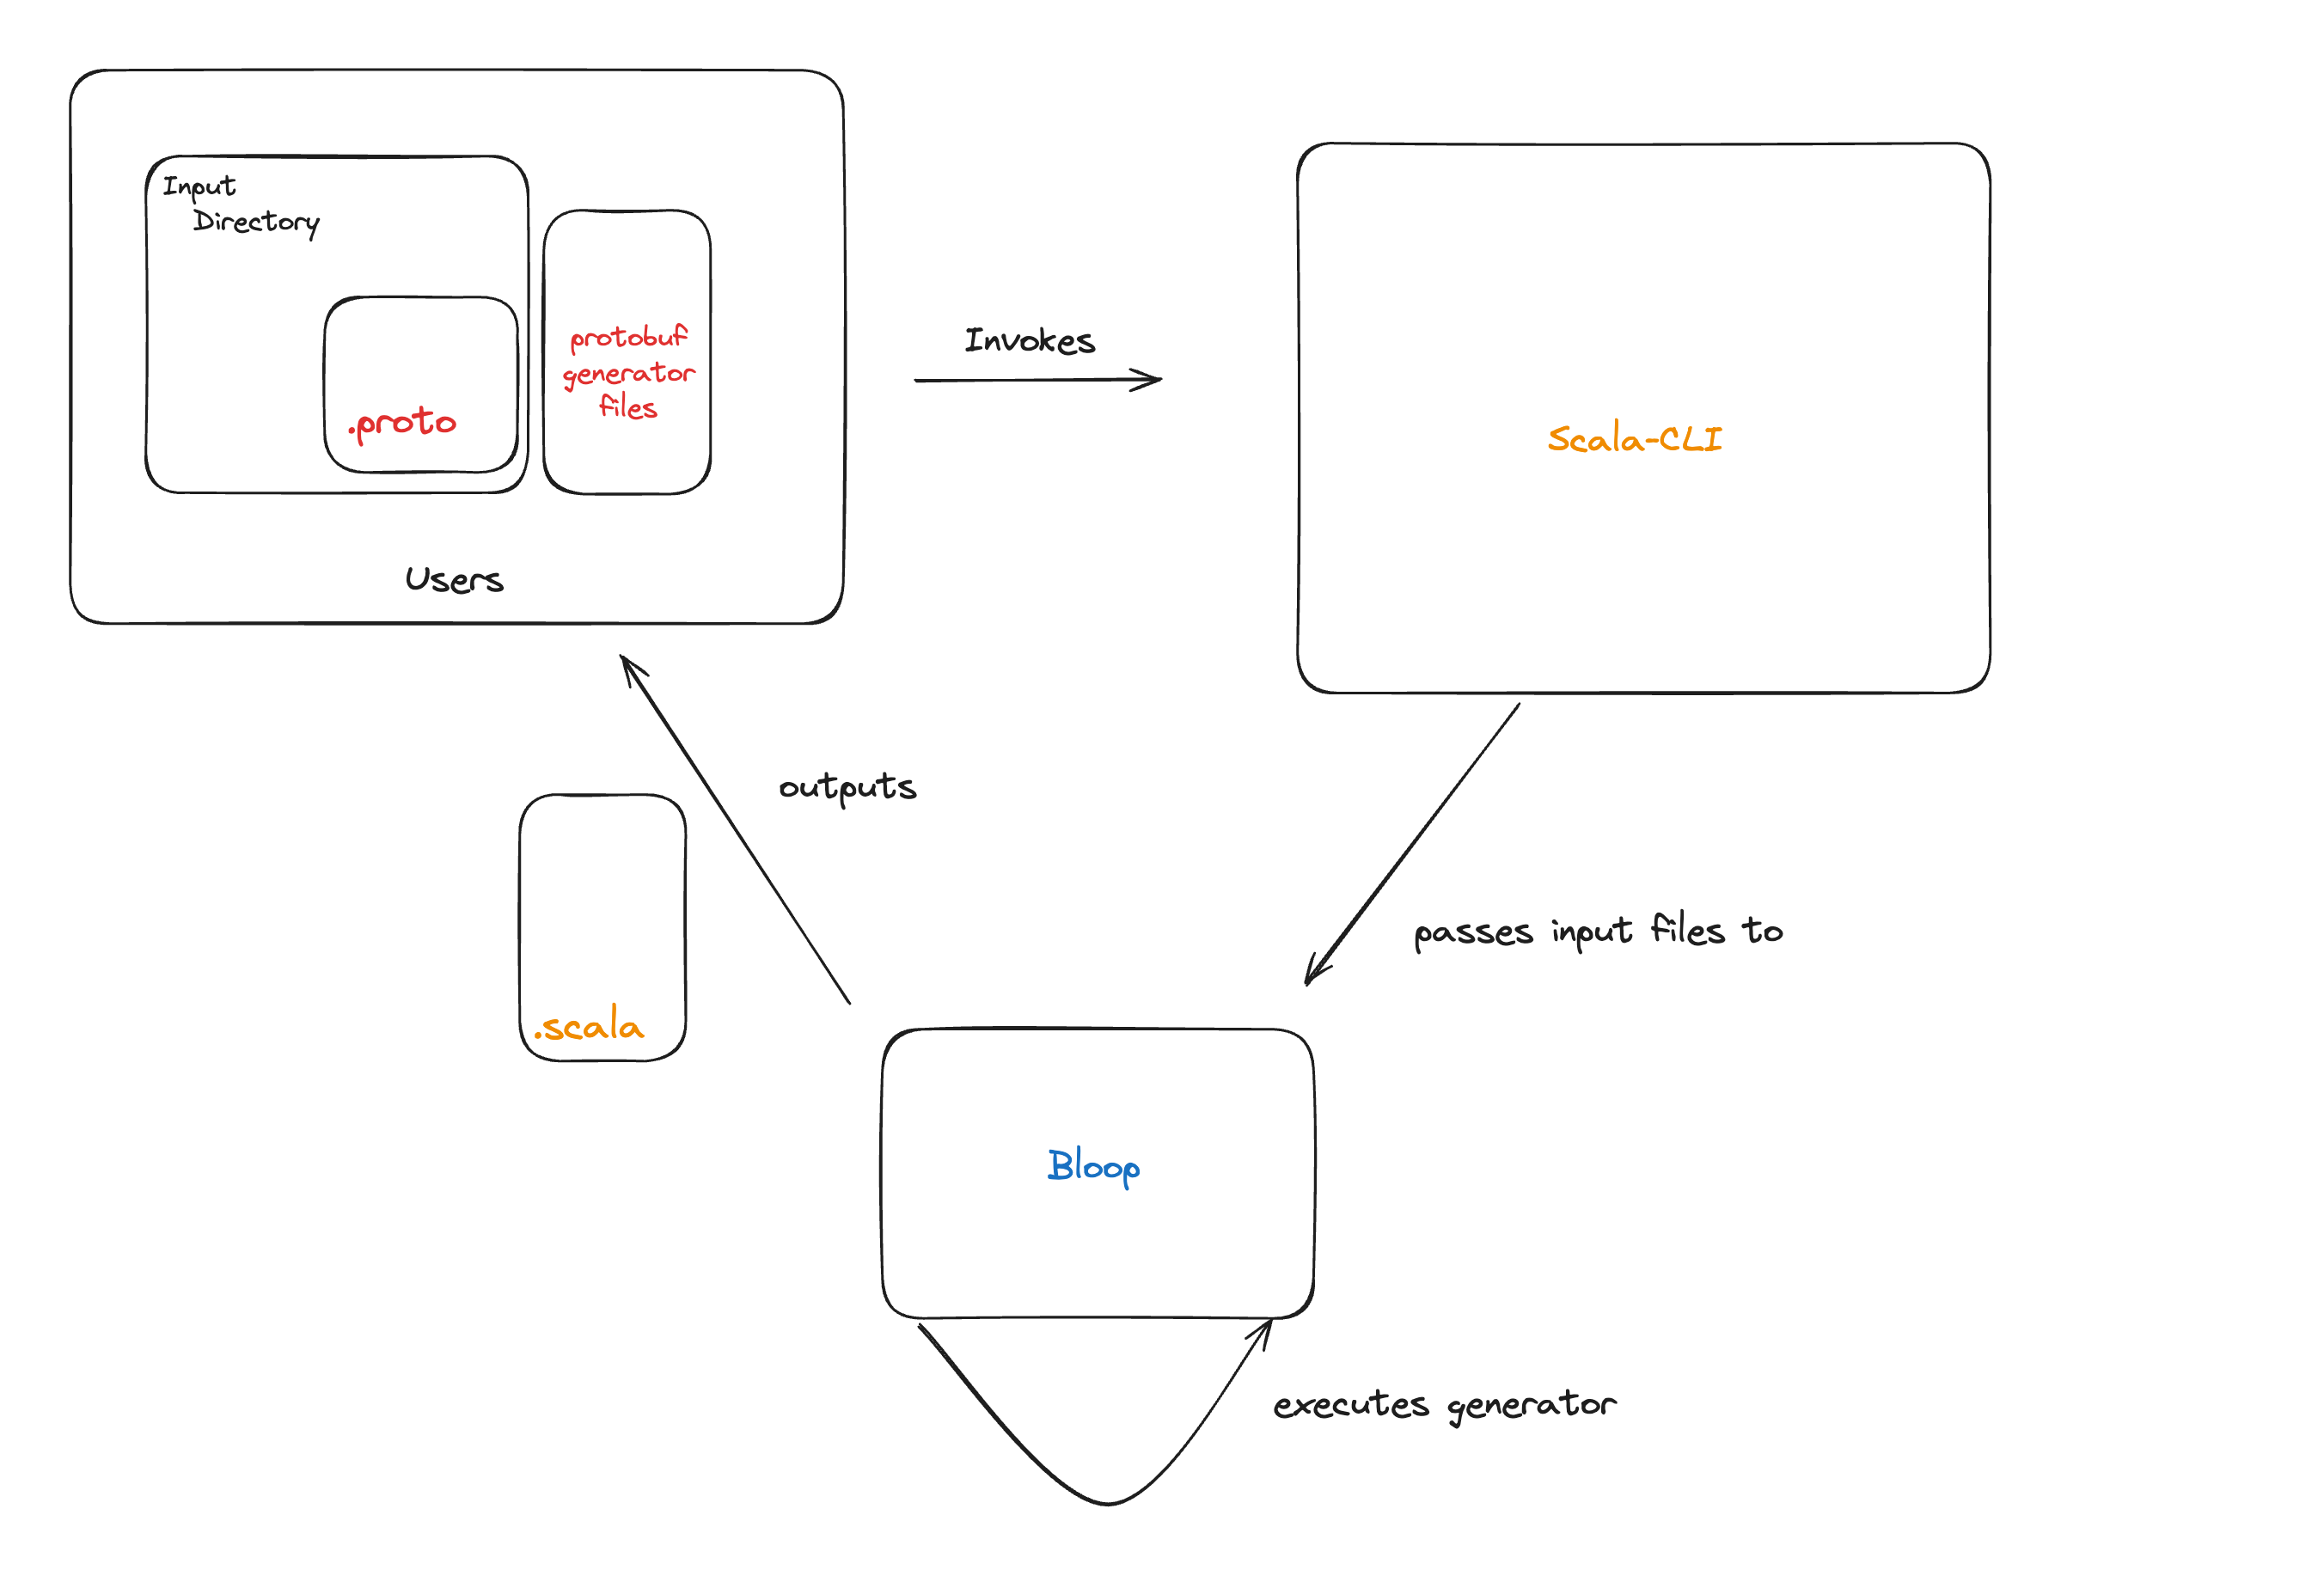 Input
Directory
.proto
protobuf
generator
files
Users
Invokes
Scala-CLI
outputs
passes input files to
.scala
Bloop
executes generator